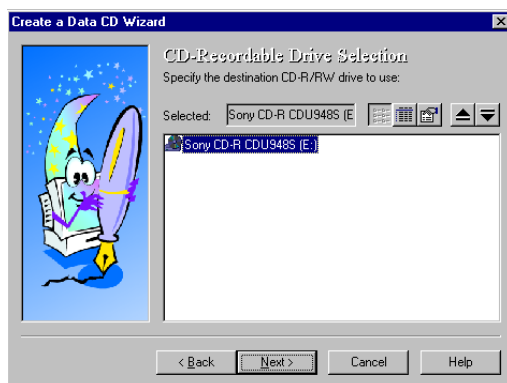 Create a Data CD Wizard
CD-Recordable Drive Selection
Specify the destination CD-R/RW drive to use:
Selected: Sony CD-R CDU948S (E
Sony CD-R CDU948S (E:)
< Back Next > Cancel Help